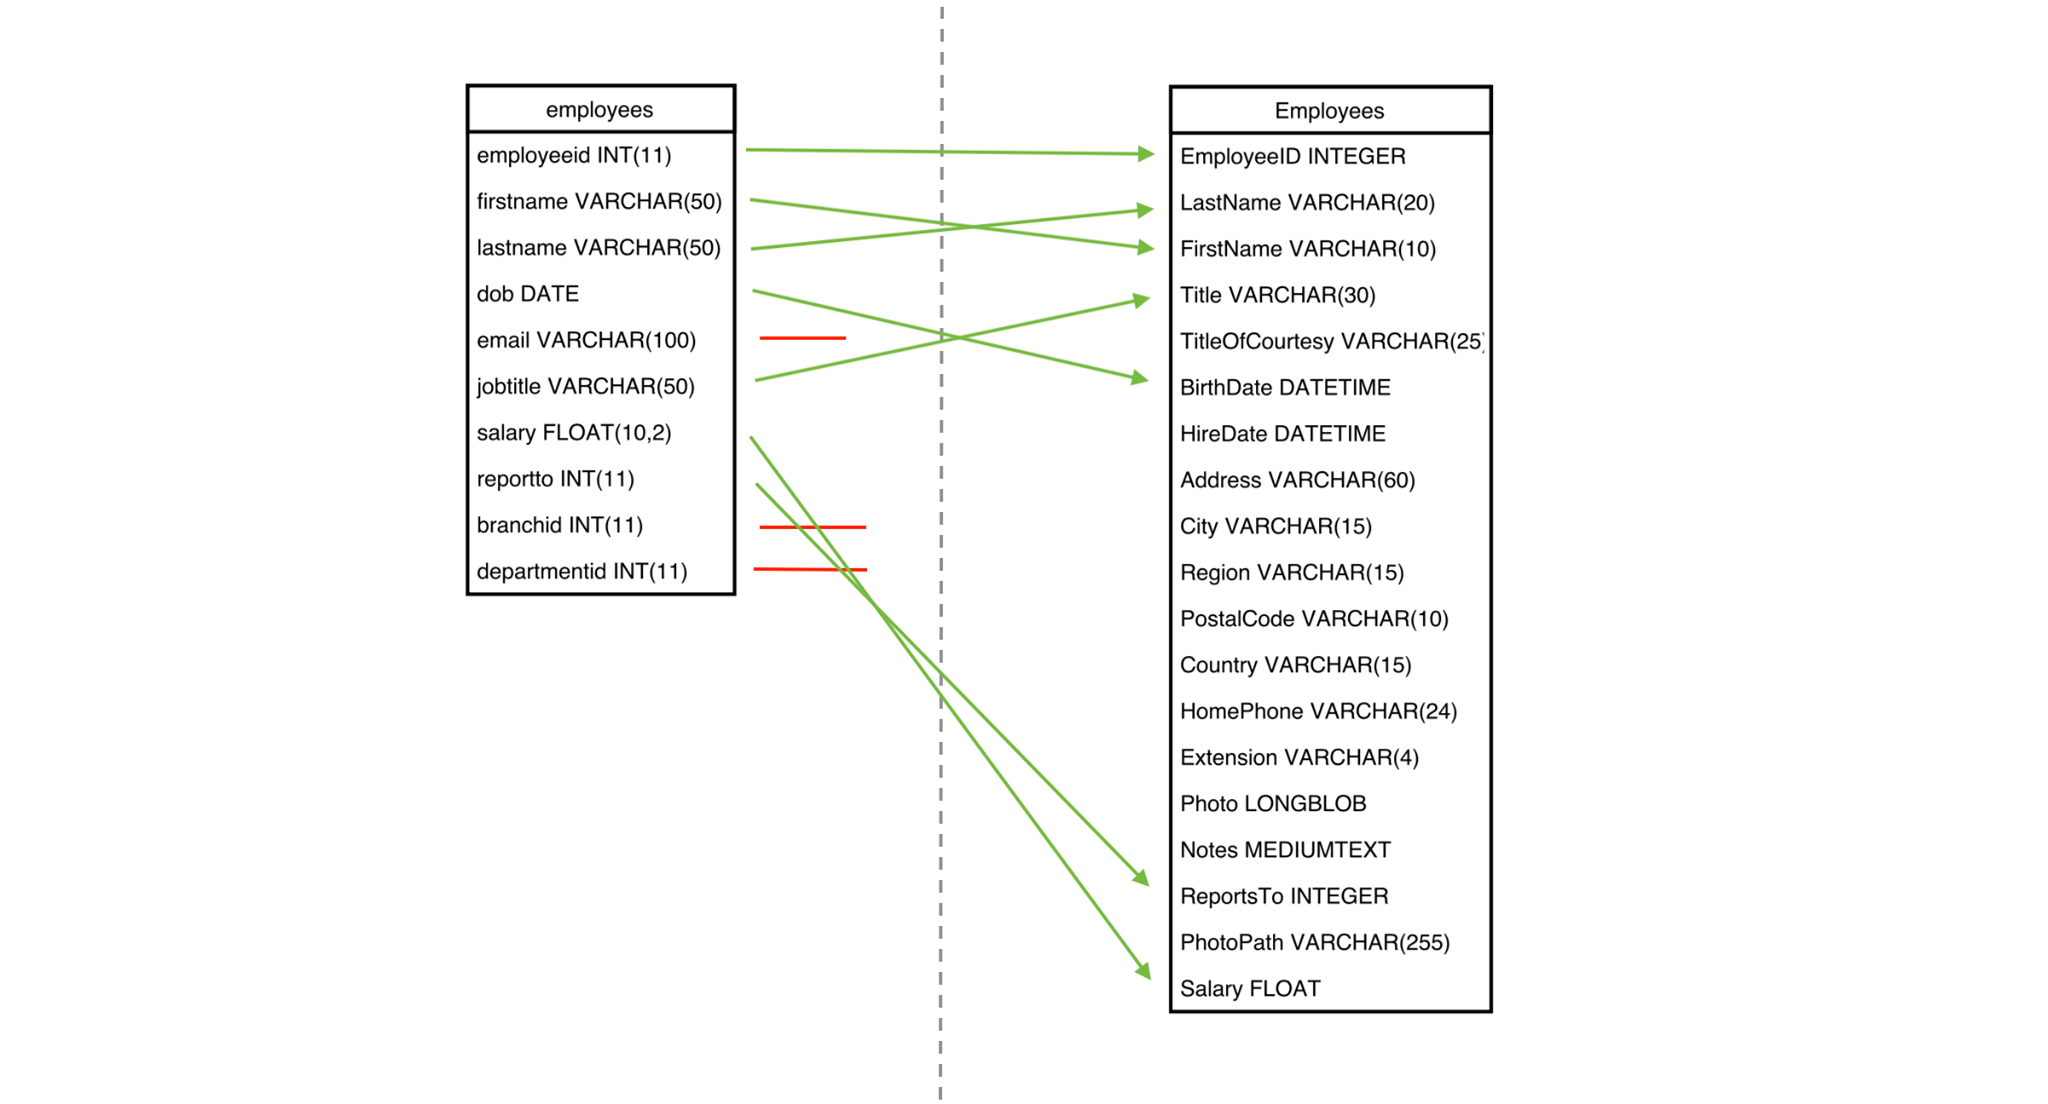 employees
employeeid INT(11)
firstname VARCHAR(50)
lastname VARCHAR(50)
dob DATE
email VARCHAR(100)
jobtitle VARCHAR(50)
salary FLOAT(10,2)
reportto INT(11)
branchid INT(11)
departmentid INT(11)
Employees
EmployeeID INTEGER
LastName VARCHAR(20)
FirstName VARCHAR(10)
Title VARCHAR(30)
TitleOfCourtesy VARCHAR(25)
BirthDate DATETIME
HireDate DATETIME
Address VARCHAR(60)
City VARCHAR(15)
Region VARCHAR(15)
PostalCode VARCHAR(10)
Country VARCHAR(15)
HomePhone VARCHAR(24)
Extension VARCHAR(4)
Photo LONGBLOB
Notes MEDIUMTEXT
ReportsTo INTEGER
PhotoPath VARCHAR(255)
Salary FLOAT